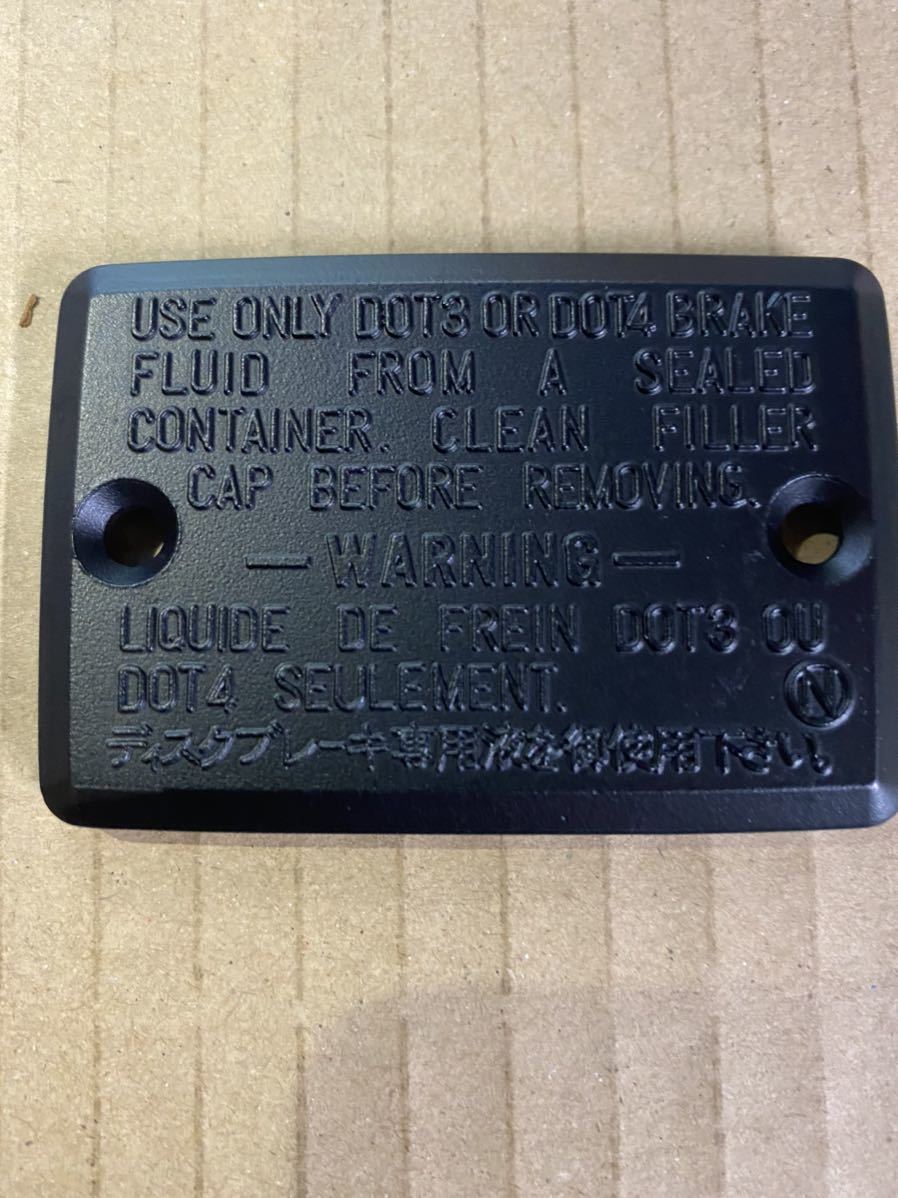 USE ONLY DOT3 OR DOT4 BRAKE
FLUID FROM A SEALED
CONTAINER. CLEAN FILLER
CAP BEFORE REMOVING.
— WARNING —
LIQUIDE DE FREIN DOT3 OU
DOT4 SEULEMENT.
N
ディスクブレーキ専用液を御使用下さい。